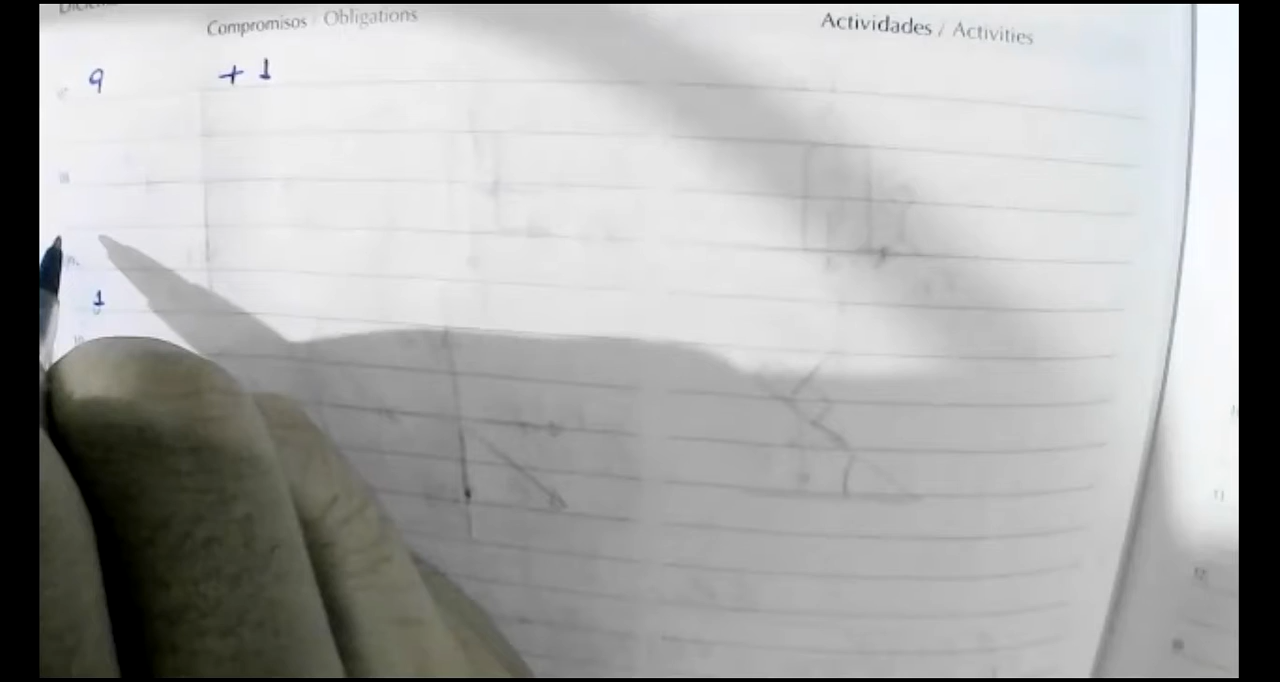 Compromisos / Obligations
Actividades / Activities
9 + 1
1